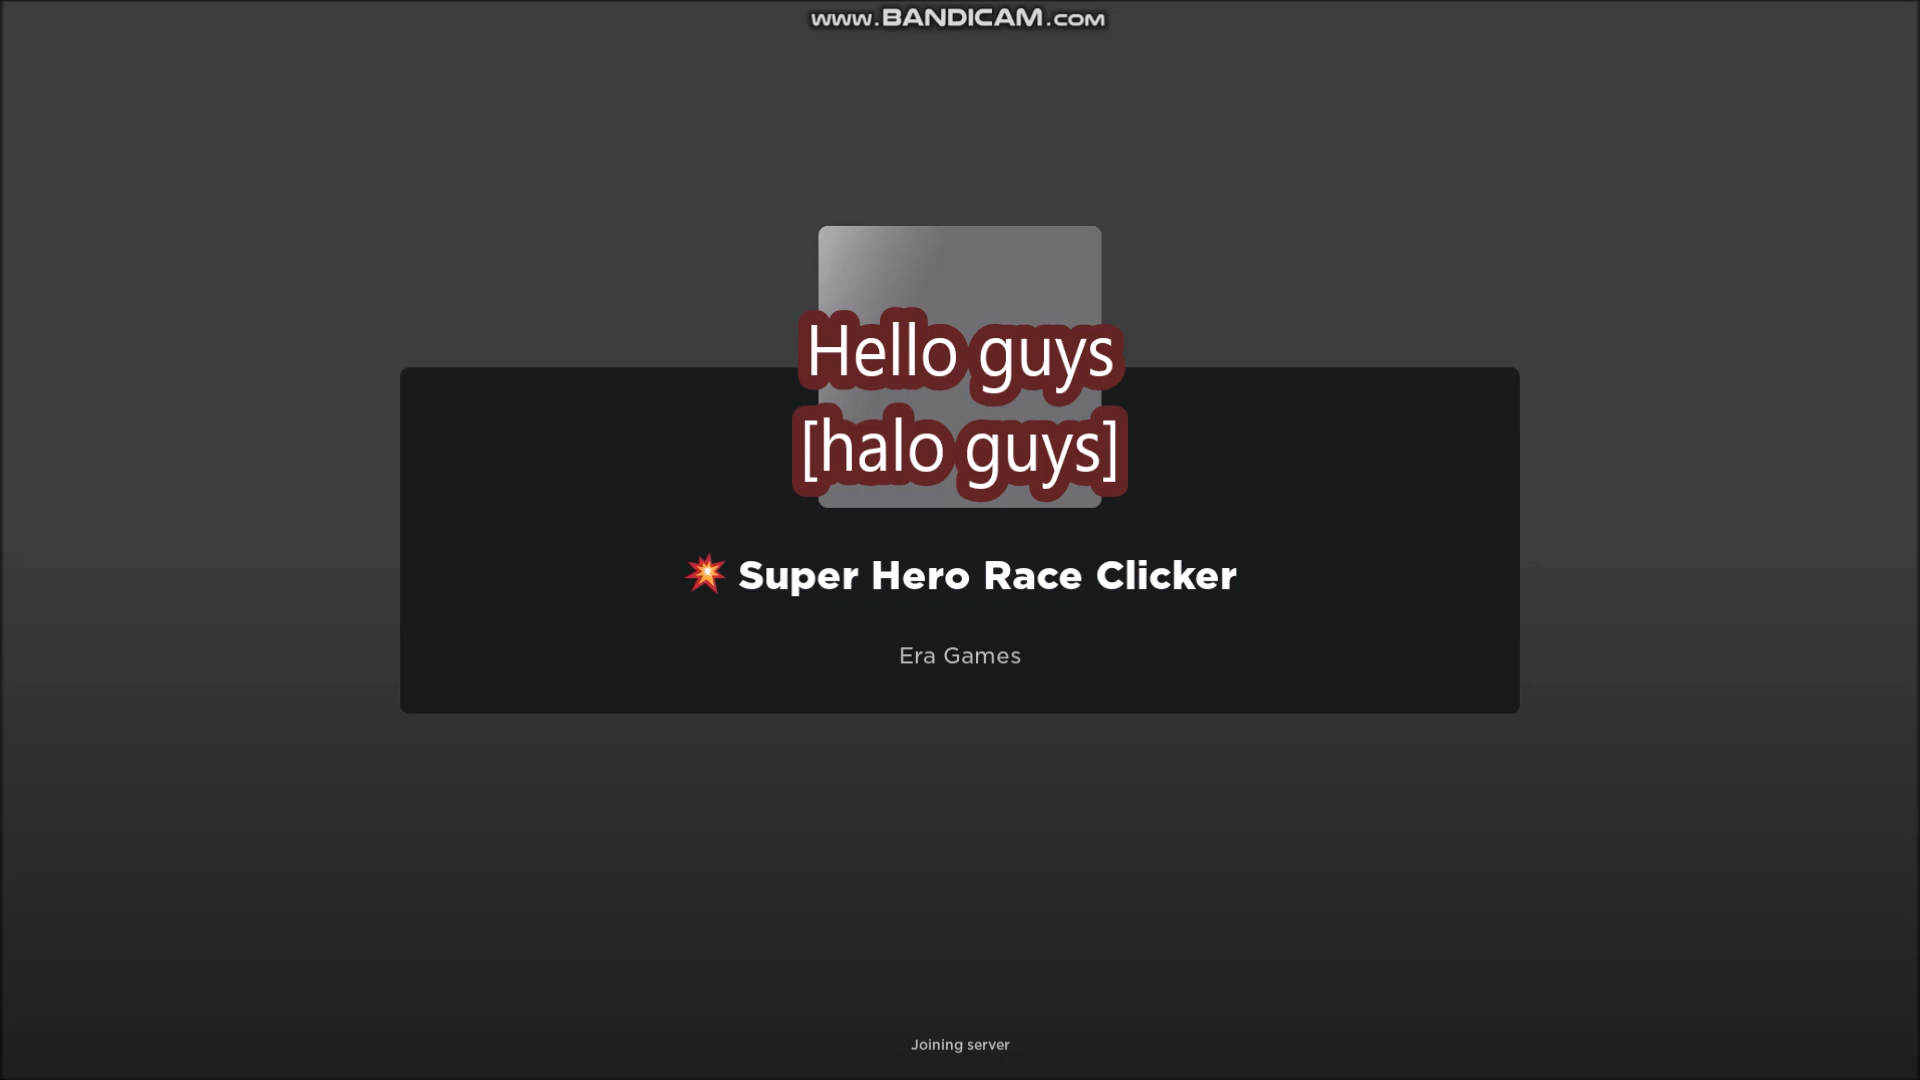 www.BANDICAM.com
Hello guys
[halo guys]
💥 Super Hero Race Clicker
Era Games
Joining server